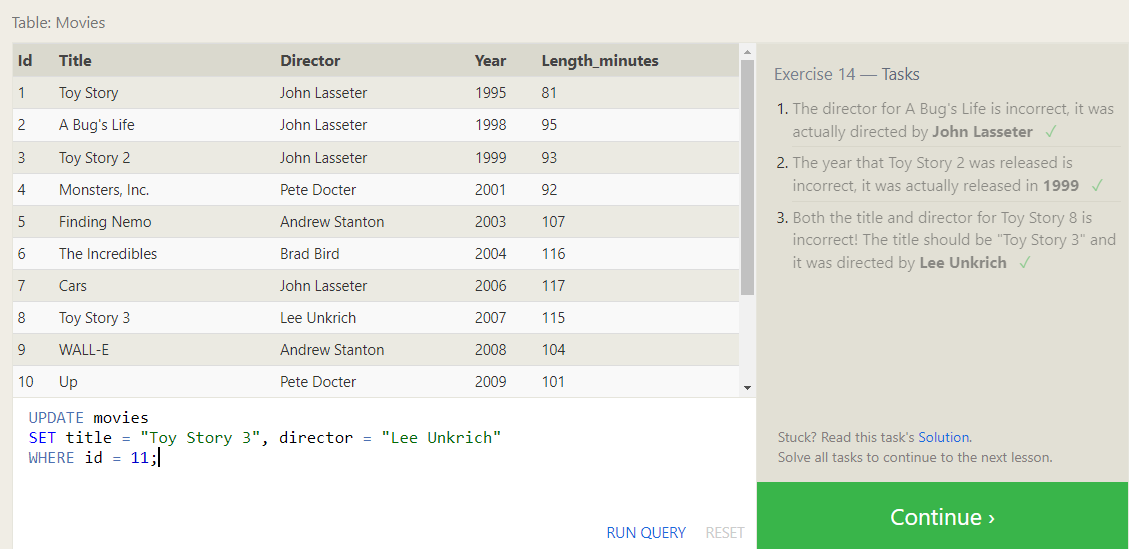 Table: Movies
Id Title Director Year Length_minutes
1 Toy Story John Lasseter 1995 81
2 A Bug's Life John Lasseter 1998 95
3 Toy Story 2 John Lasseter 1999 93
4 Monsters, Inc. Pete Docter 2001 92
5 Finding Nemo Andrew Stanton 2003 107
6 The Incredibles Brad Bird 2004 116
7 Cars John Lasseter 2006 117
8 Toy Story 3 Lee Unkrich 2007 115
9 WALL-E Andrew Stanton 2008 104
10 Up Pete Docter 2009 101
UPDATE movies
SET title = "Toy Story 3", director = "Lee Unkrich"
WHERE id = 11;
RUN QUERY RESET
Exercise 14 — Tasks
1. The director for A Bug's Life is incorrect, it was
actually directed by John Lasseter ✓
2. The year that Toy Story 2 was released is
incorrect, it was actually released in 1999 ✓
3. Both the title and director for Toy Story 8 is
incorrect! The title should be "Toy Story 3" and
it was directed by Lee Unkrich ✓
Stuck? Read this task's Solution.
Solve all tasks to continue to the next lesson.
Continue ›